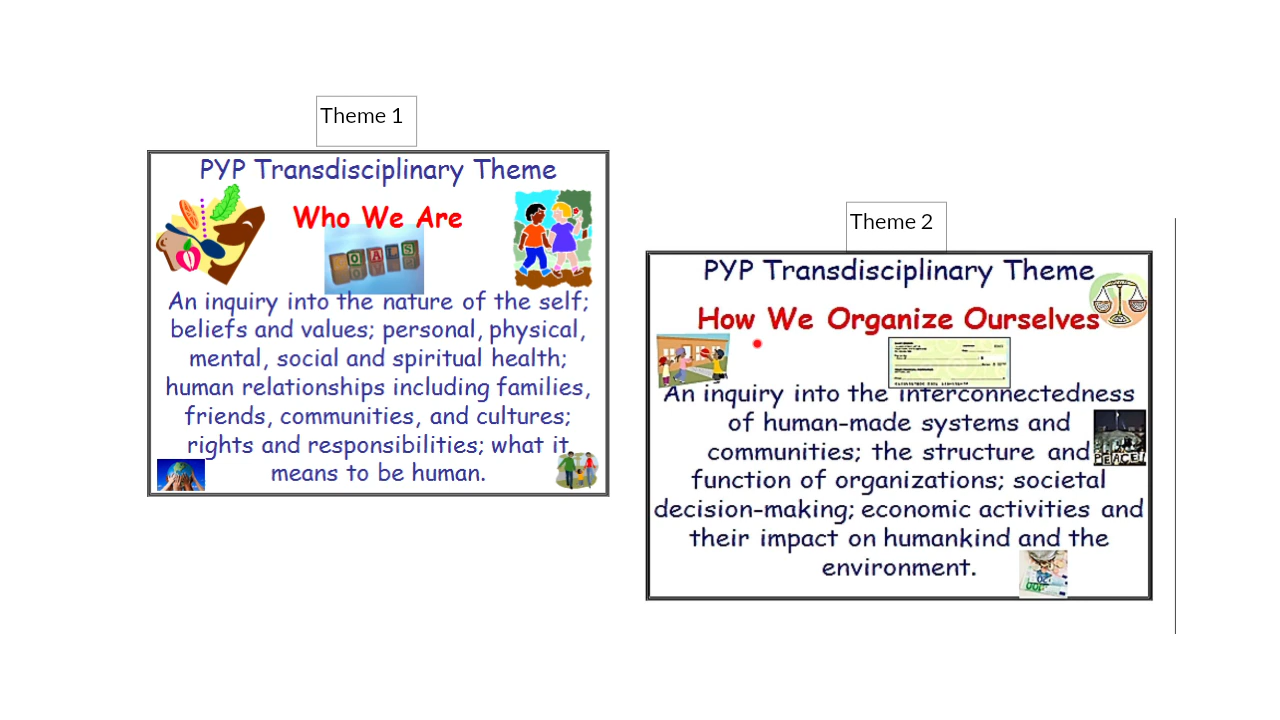 Theme 1
PYP Transdisciplinary Theme
Who We Are
GOALS
An inquiry into the nature of the self;
beliefs and values; personal, physical,
mental, social and spiritual health;
human relationships including families,
friends, communities, and cultures;
rights and responsibilities; what it
means to be human.
Theme 2
PYP Transdisciplinary Theme
How We Organize Ourselves
An inquiry into the interconnectedness
of human-made systems and
communities; the structure and
PEACE!
function of organizations; societal
decision-making; economic activities and
their impact on humankind and the
environment.